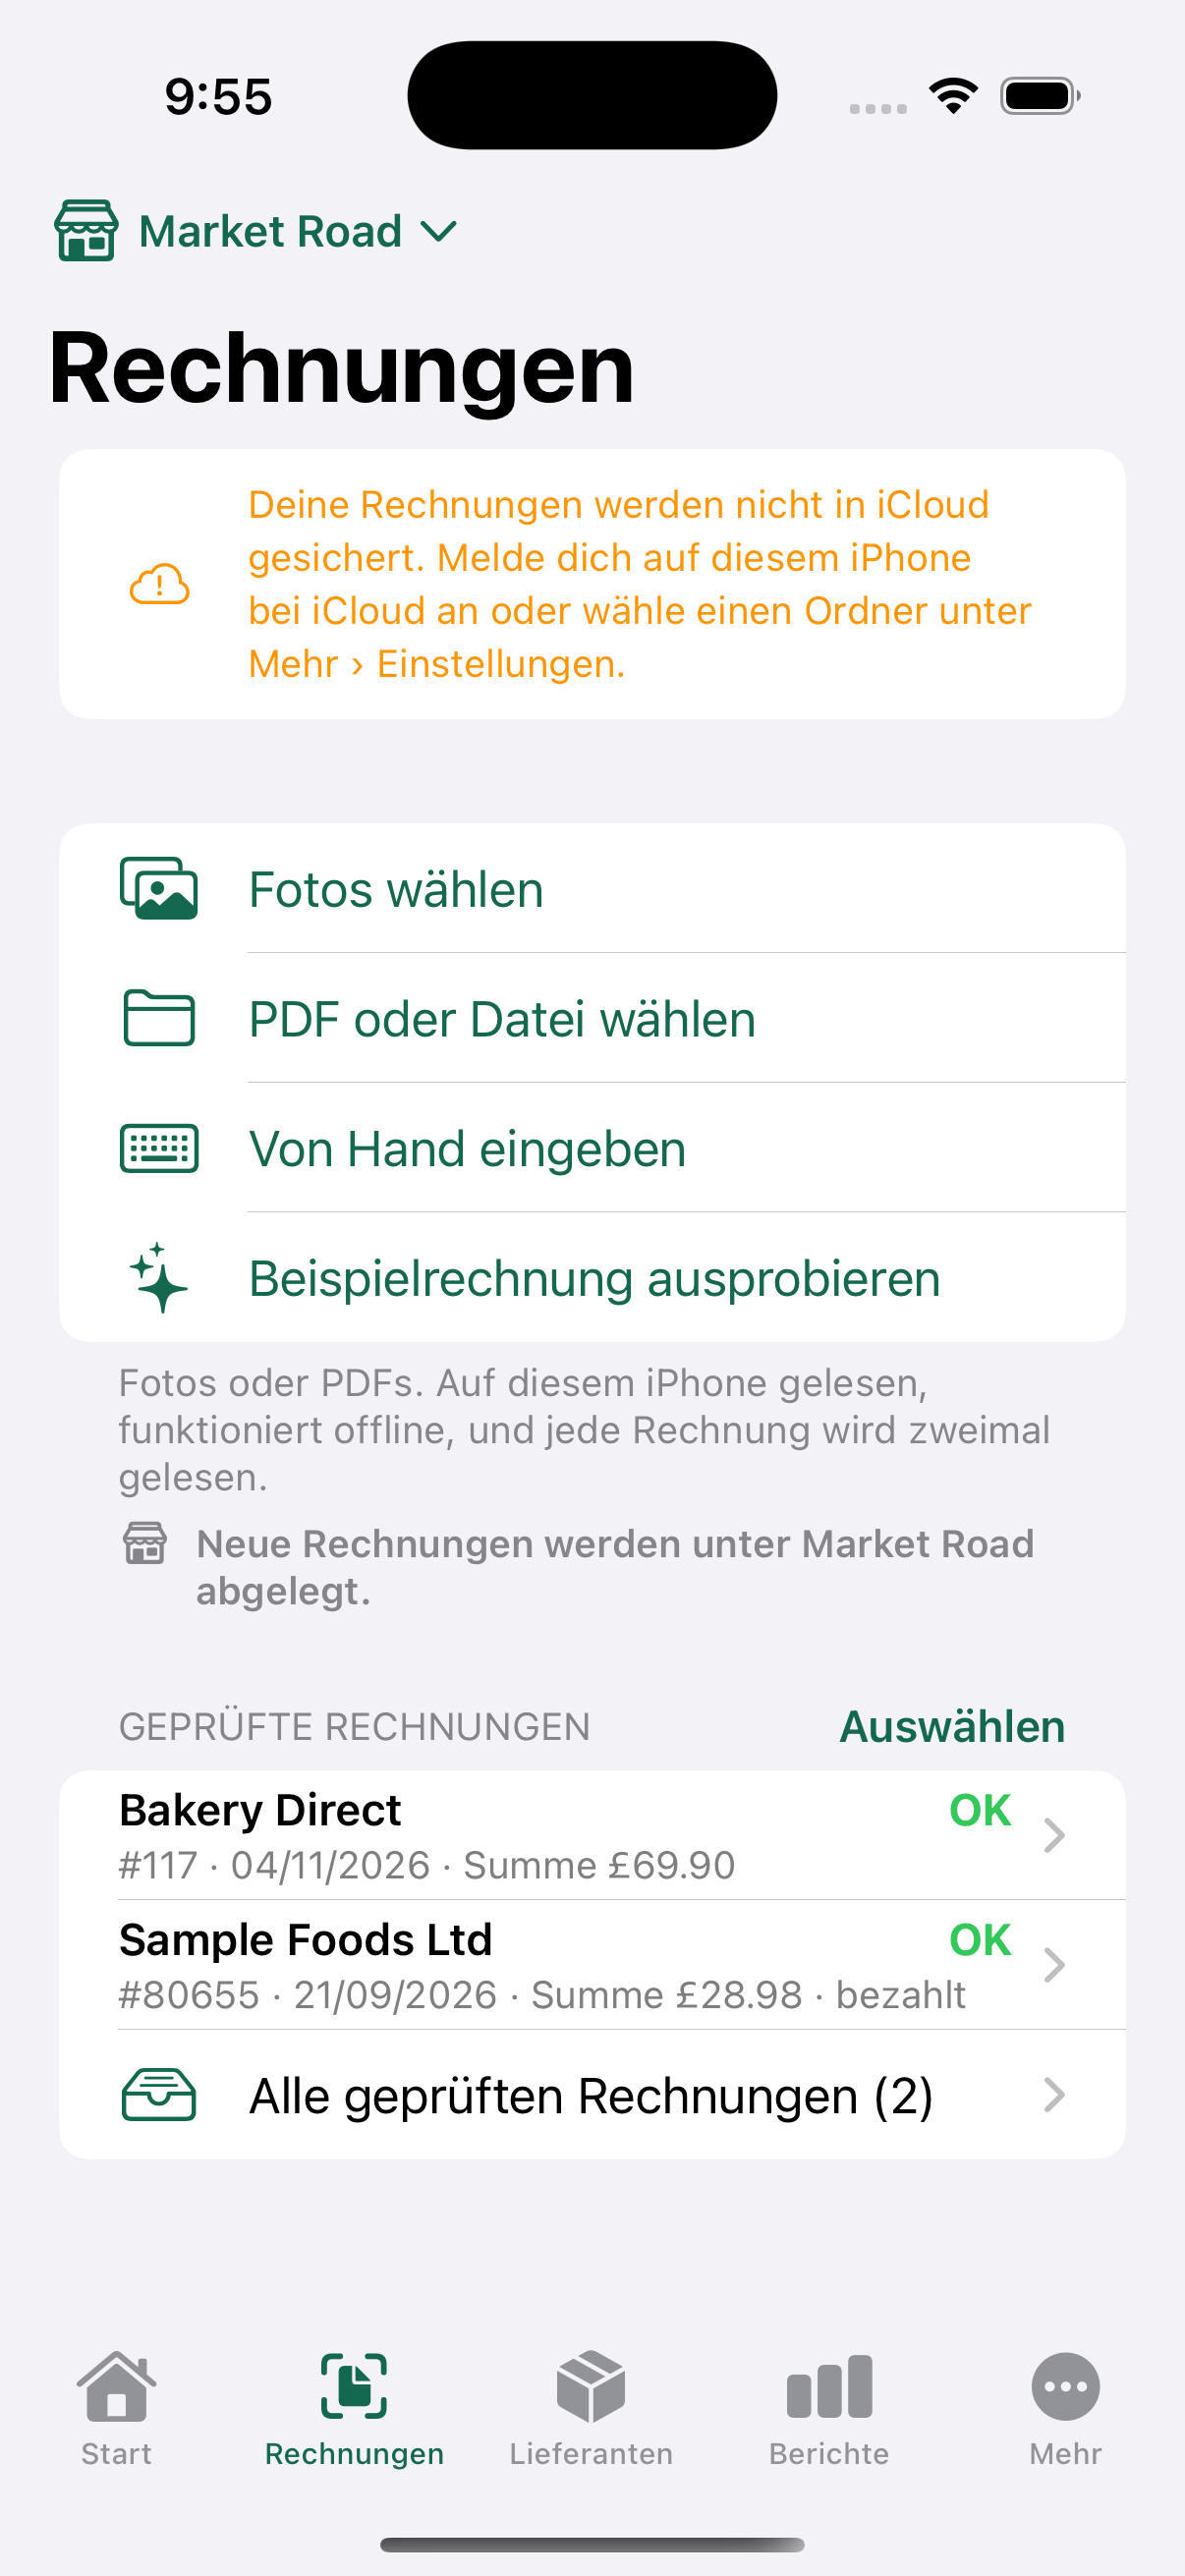 9:55
Market Road
Rechnungen
Deine Rechnungen werden nicht in iCloud
gesichert. Melde dich auf diesem iPhone
bei iCloud an oder wähle einen Ordner unter
Mehr › Einstellungen.
Fotos wählen
PDF oder Datei wählen
Von Hand eingeben
Beispielrechnung ausprobieren
Fotos oder PDFs. Auf diesem iPhone gelesen,
funktioniert offline, und jede Rechnung wird zweimal
gelesen.
Neue Rechnungen werden unter Market Road
abgelegt.
GEPRÜFTE RECHNUNGEN Auswählen
Bakery Direct OK
#117 · 04/11/2026 · Summe £69.90
Sample Foods Ltd OK
#80655 · 21/09/2026 · Summe £28.98 · bezahlt
Alle geprüften Rechnungen (2)
Start Rechnungen Lieferanten Berichte Mehr